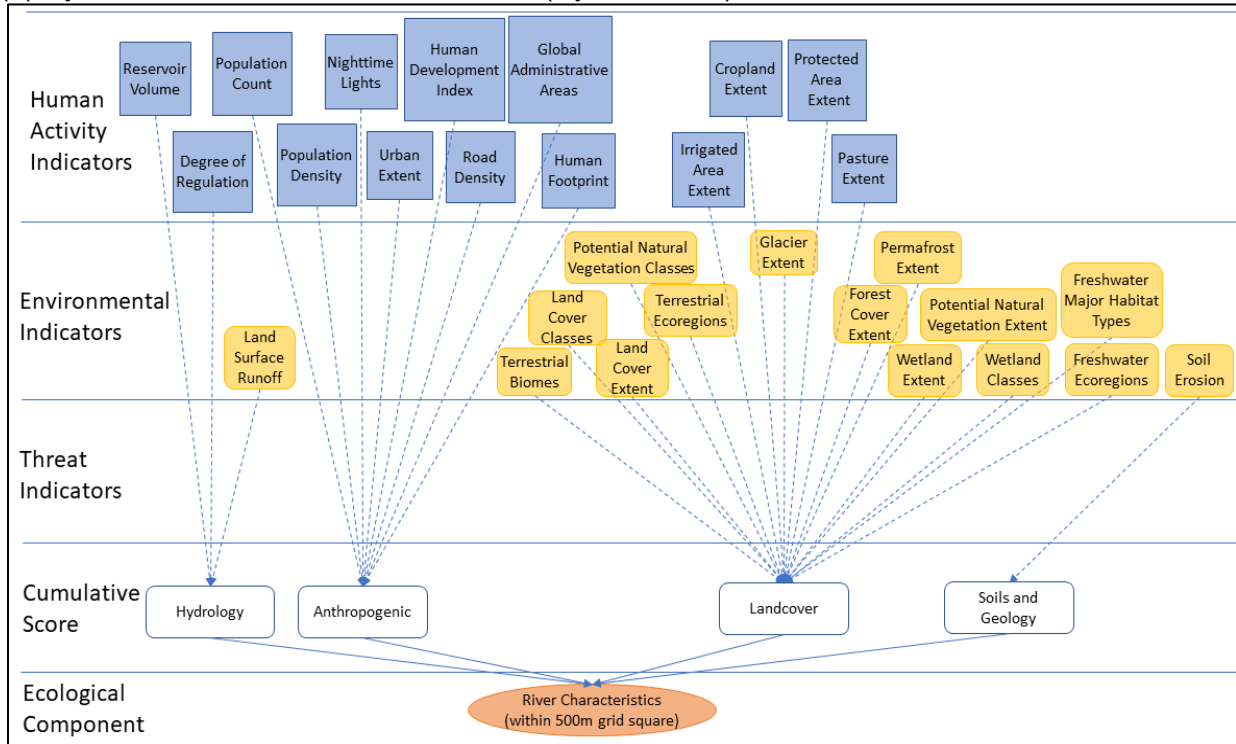 Human
Activity
Indicators
Reservoir
Volume
Population
Count
Nighttime
Lights
Human
Development
Index
Global
Administrative
Areas
Cropland
Extent
Protected
Area
Extent
Degree of
Regulation
Population
Density
Urban
Extent
Road
Density
Human
Footprint
Irrigated
Area
Extent
Pasture
Extent
Environmental
Indicators
Land
Surface
Runoff
Potential Natural
Vegetation Classes
Glacier
Extent
Permafrost
Extent
Land
Cover
Classes
Terrestrial
Ecoregions
Forest
Cover
Extent
Potential Natural
Vegetation Extent
Freshwater
Major Habitat
Types
Terrestrial
Biomes
Land
Cover
Extent
Wetland
Extent
Wetland
Classes
Freshwater
Ecoregions
Soil
Erosion
Threat
Indicators
Cumulative
Score
Hydrology
Anthropogenic
Landcover
Soils and
Geology
Ecological
Component
River Characteristics
(within 500m grid square)